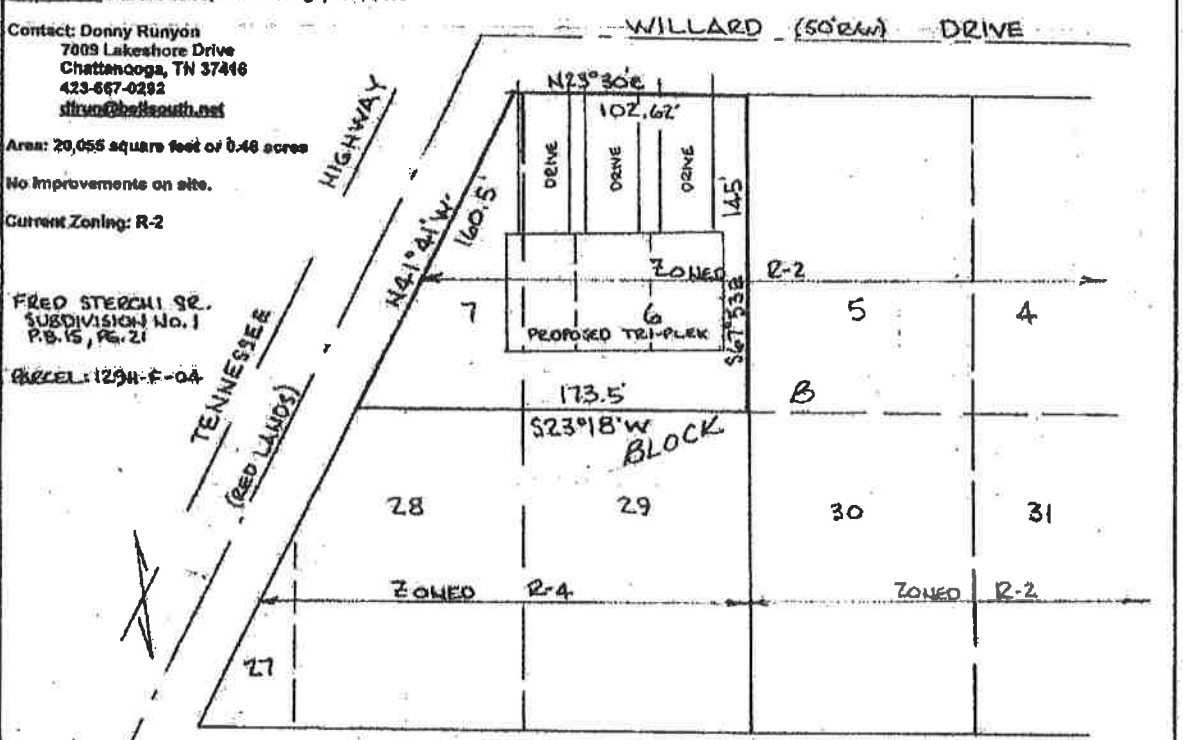 Contact: Donny Runyon
7009 Lakeshore Drive
Chattanooga, TN 37416
423-667-0292
Area: 20,055 square feet or 0.46 acres
No Improvements on site.
Current Zoning: R-2
FRED STERCHI SR.
SUBDIVISION No. 1
P.B. 15, PG. 21
PARCEL: 129H-F-04
WILLARD (50' R/W) DRIVE
TENNESSEE HIGHWAY
(RED LANDS)
N23°30'E
102.62'
DRIVE
DRIVE
DRIVE
145'
N41°41'W
160.5'
ZONED R-2
7
6
5
4
PROPOSED TRI-PLEX
S67°53'E
173.5'
S23°18'W
BLOCK B
28
29
30
31
ZONED R-4
ZONED R-2
27